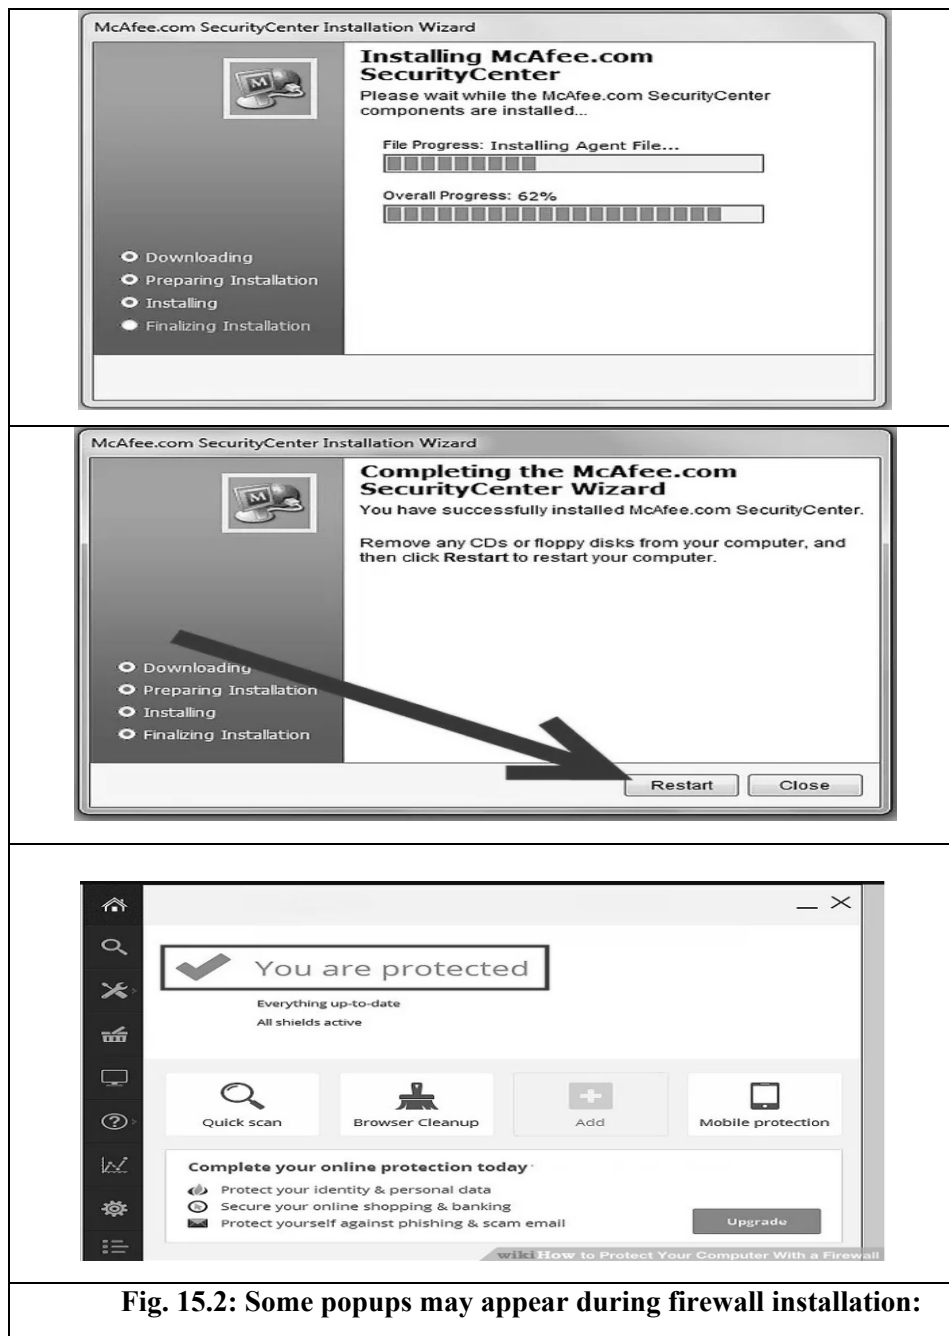 McAfee.com SecurityCenter Installation Wizard
Installing McAfee.com
SecurityCenter
Please wait while the McAfee.com SecurityCenter
components are installed...
File Progress: Installing Agent File...
Overall Progress: 62%
Downloading
Preparing Installation
Installing
Finalizing Installation
McAfee.com SecurityCenter Installation Wizard
Completing the McAfee.com
SecurityCenter Wizard
You have successfully installed McAfee.com SecurityCenter.
Remove any CDs or floppy disks from your computer, and
then click Restart to restart your computer.
Downloading
Preparing Installation
Installing
Finalizing Installation
Restart Close
You are protected
Everything up-to-date
All shields active
Quick scan Browser Cleanup Add Mobile protection
Complete your online protection today
Protect your identity & personal data
Secure your online shopping & banking
Protect yourself against phishing & scam email
Upgrade
wikiHow to Protect Your Computer With a Firewall
Fig. 15.2: Some popups may appear during firewall installation: